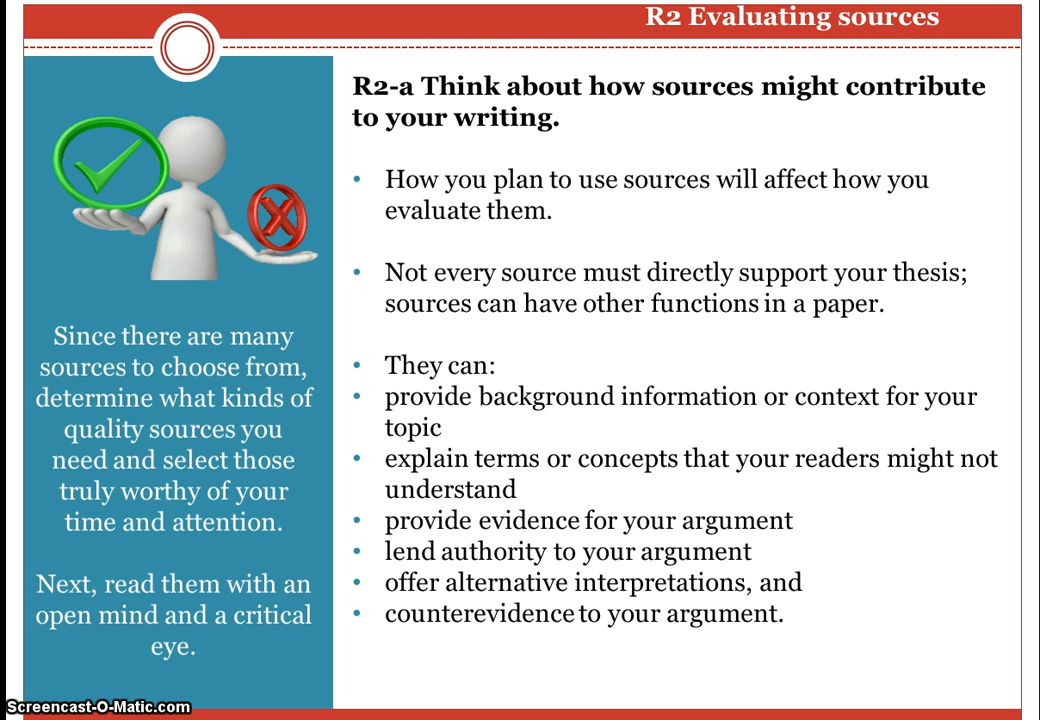 R2 Evaluating sources
R2-a Think about how sources might contribute
to your writing.
• How you plan to use sources will affect how you
evaluate them.
• Not every source must directly support your thesis;
sources can have other functions in a paper.
• They can:
• provide background information or context for your
topic
• explain terms or concepts that your readers might not
understand
• provide evidence for your argument
• lend authority to your argument
• offer alternative interpretations, and
• counterevidence to your argument.
Since there are many
sources to choose from,
determine what kinds of
quality sources you
need and select those
truly worthy of your
time and attention.
Next, read them with an
open mind and a critical
eye.
Screencast-O-Matic.com